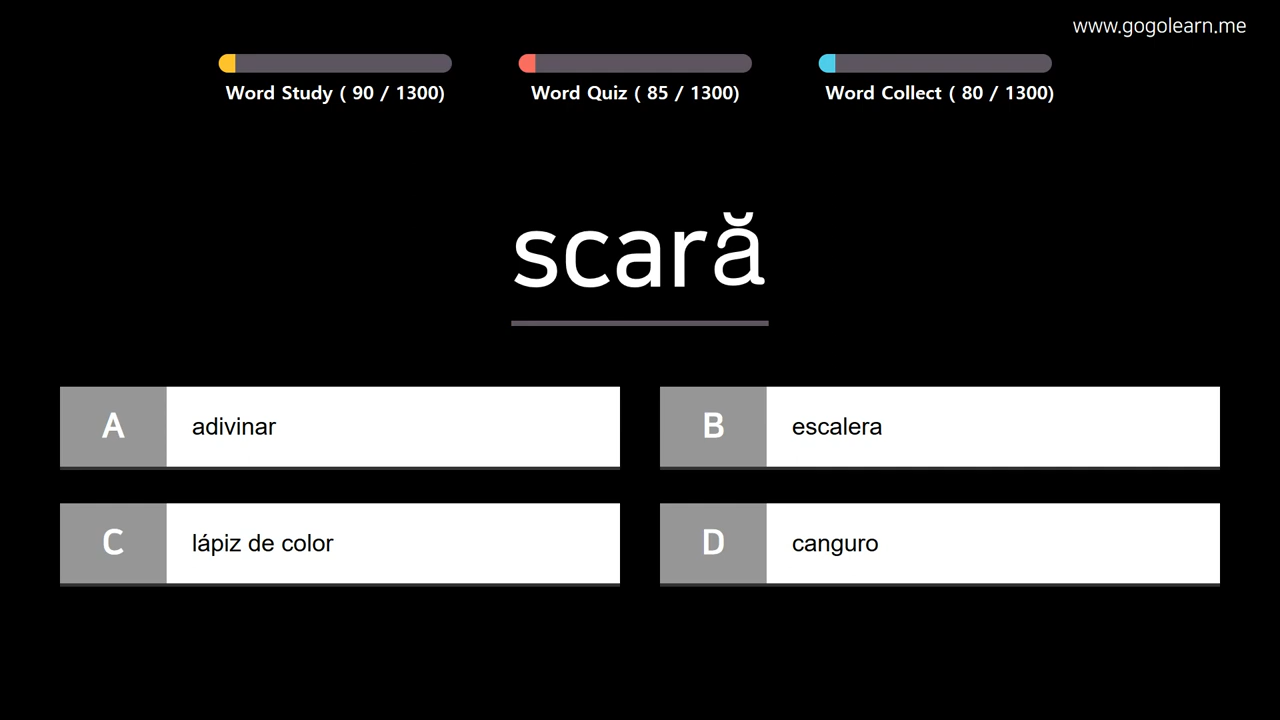 www.gogolearn.me
Word Study ( 90 / 1300)
Word Quiz ( 85 / 1300)
Word Collect ( 80 / 1300)
scară
A
adivinar
B
escalera
C
lápiz de color
D
canguro